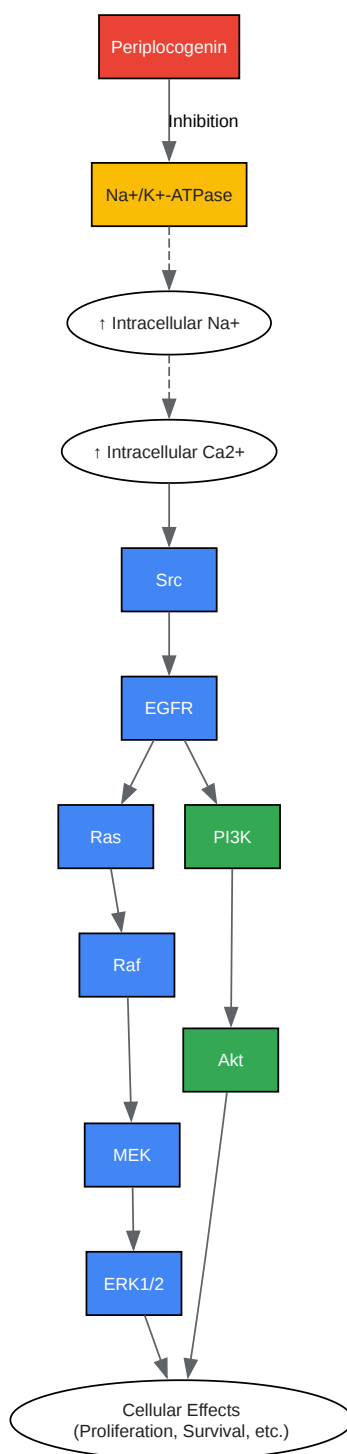 Periplocogenin
Inhibition
Na+/K+-ATPase
↑ Intracellular Na+
↑ Intracellular Ca2+
Src
EGFR
Ras
PI3K
Raf
Akt
MEK
ERK1/2
Cellular Effects
(Proliferation, Survival, etc.)